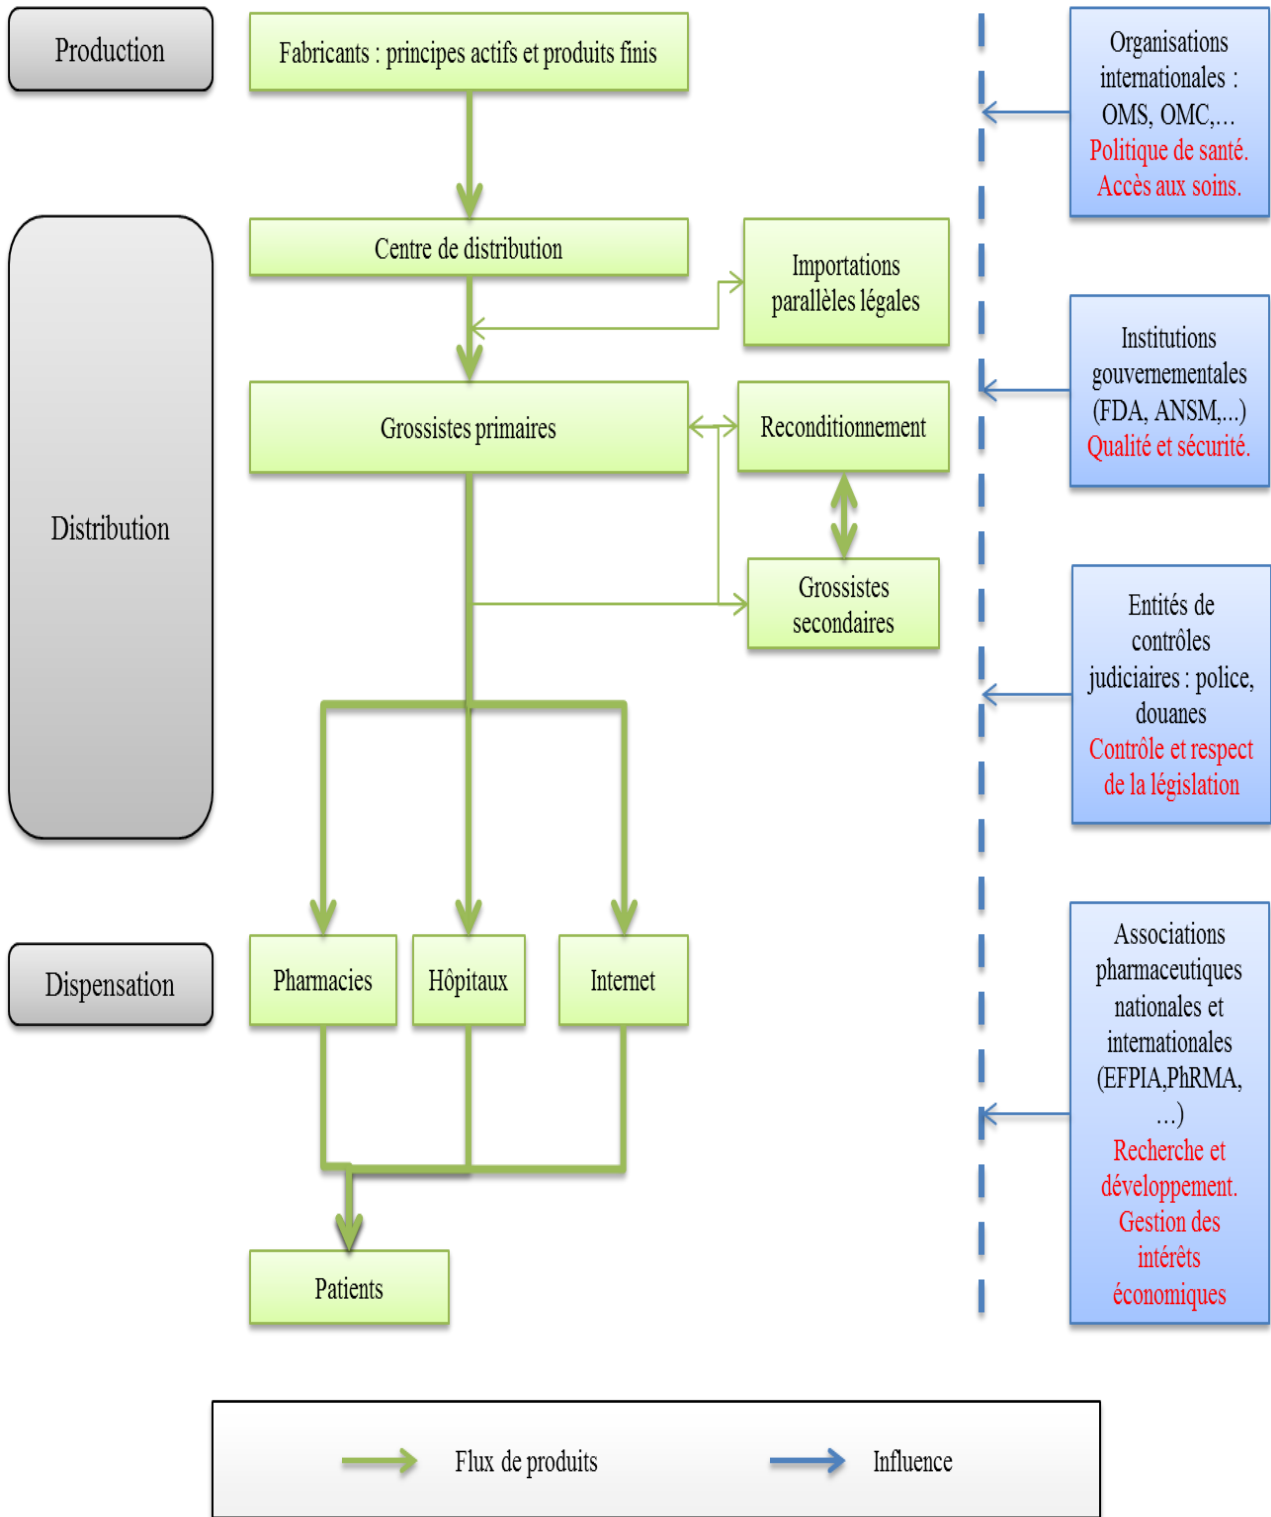 Production
Fabricants : principes actifs et produits finis
Organisations
internationales :
OMS, OMC,…
Politique de santé.
Accès aux soins.
Centre de distribution
Importations
parallèles légales
Institutions
gouvernementales
(FDA, ANSM,...)
Qualité et sécurité.
Grossistes primaires
Reconditionnement
Distribution
Grossistes
secondaires
Entités de
contrôles
judiciaires : police,
douanes
Contrôle et respect
de la législation
Dispensation
Pharmacies
Hôpitaux
Internet
Associations
pharmaceutiques
nationales et
internationales
(EFPIA,PhRMA,
…)
Recherche et
développement.
Gestion des
intérêts
économiques
Patients
Flux de produits
Influence